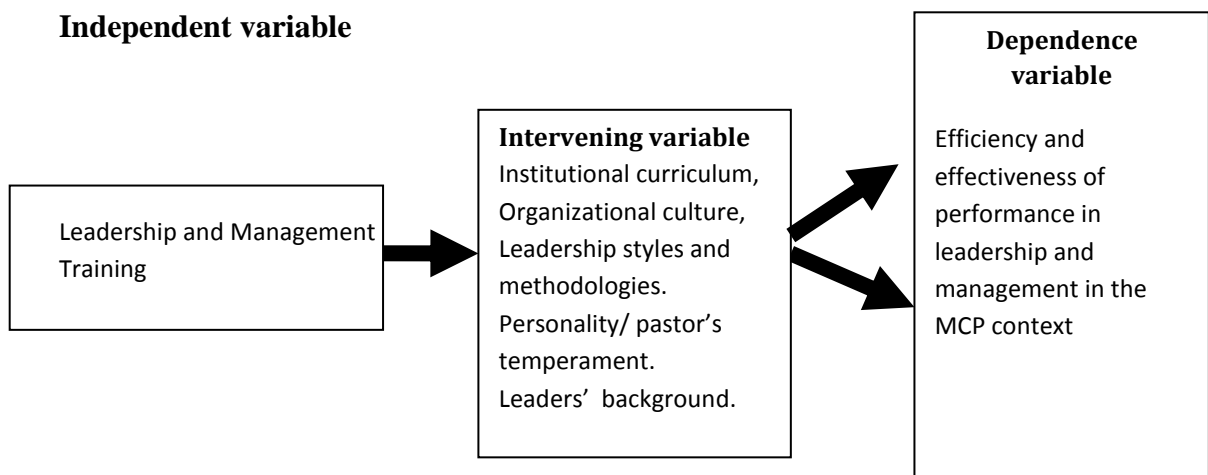 Independent variable
Leadership and Management
Training
Intervening variable
Institutional curriculum,
Organizational culture,
Leadership styles and
methodologies.
Personality/ pastor’s
temperament.
Leaders’ background.
Dependence
variable
Efficiency and
effectiveness of
performance in
leadership and
management in the
MCP context